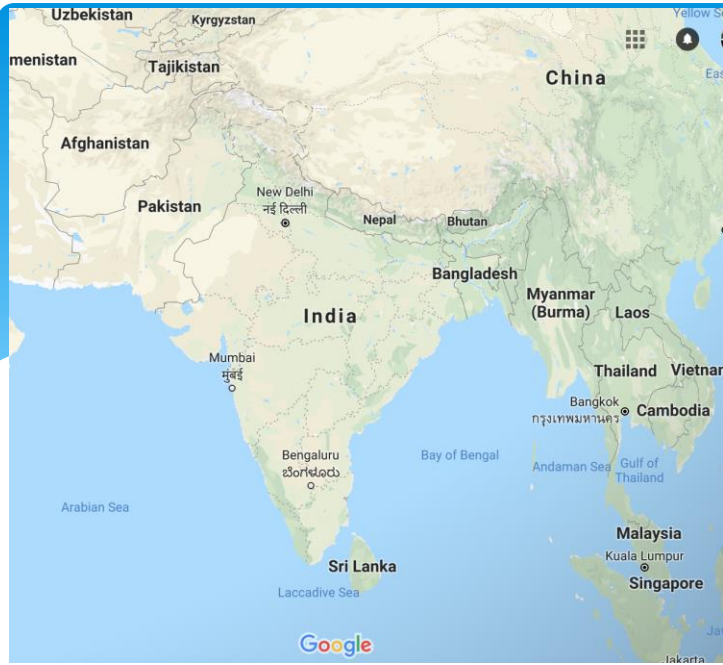 Uzbekistan
Kyrgyzstan
Yellow Se
menistan
Tajikistan
China
Eas
Afghanistan
New Delhi
नई दिल्ली
Pakistan
Nepal
Bhutan
Bangladesh
Myanmar
(Burma)
Laos
India
Mumbai
मुंबई
Thailand
Vietnan
Bangkok
กรุงเทพมหานคร
Cambodia
Bengaluru
ಬೆಂಗಳೂರು
Bay of Bengal
Andaman Sea
Gulf of
Thailand
Arabian Sea
Malaysia
Kuala Lumpur
Sri Lanka
Singapore
Laccadive Sea
Google
Jav
Jakarta